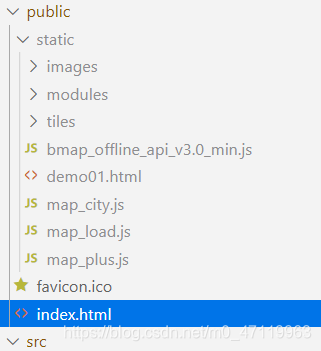 public
static
images
modules
tiles
JS bmap_offline_api_v3.0_min.js
<> demo01.html
JS map_city.js
JS map_load.js
JS map_plus.js
favicon.ico
<> index.html
https://blog.csdn.net/m0_47119963
src